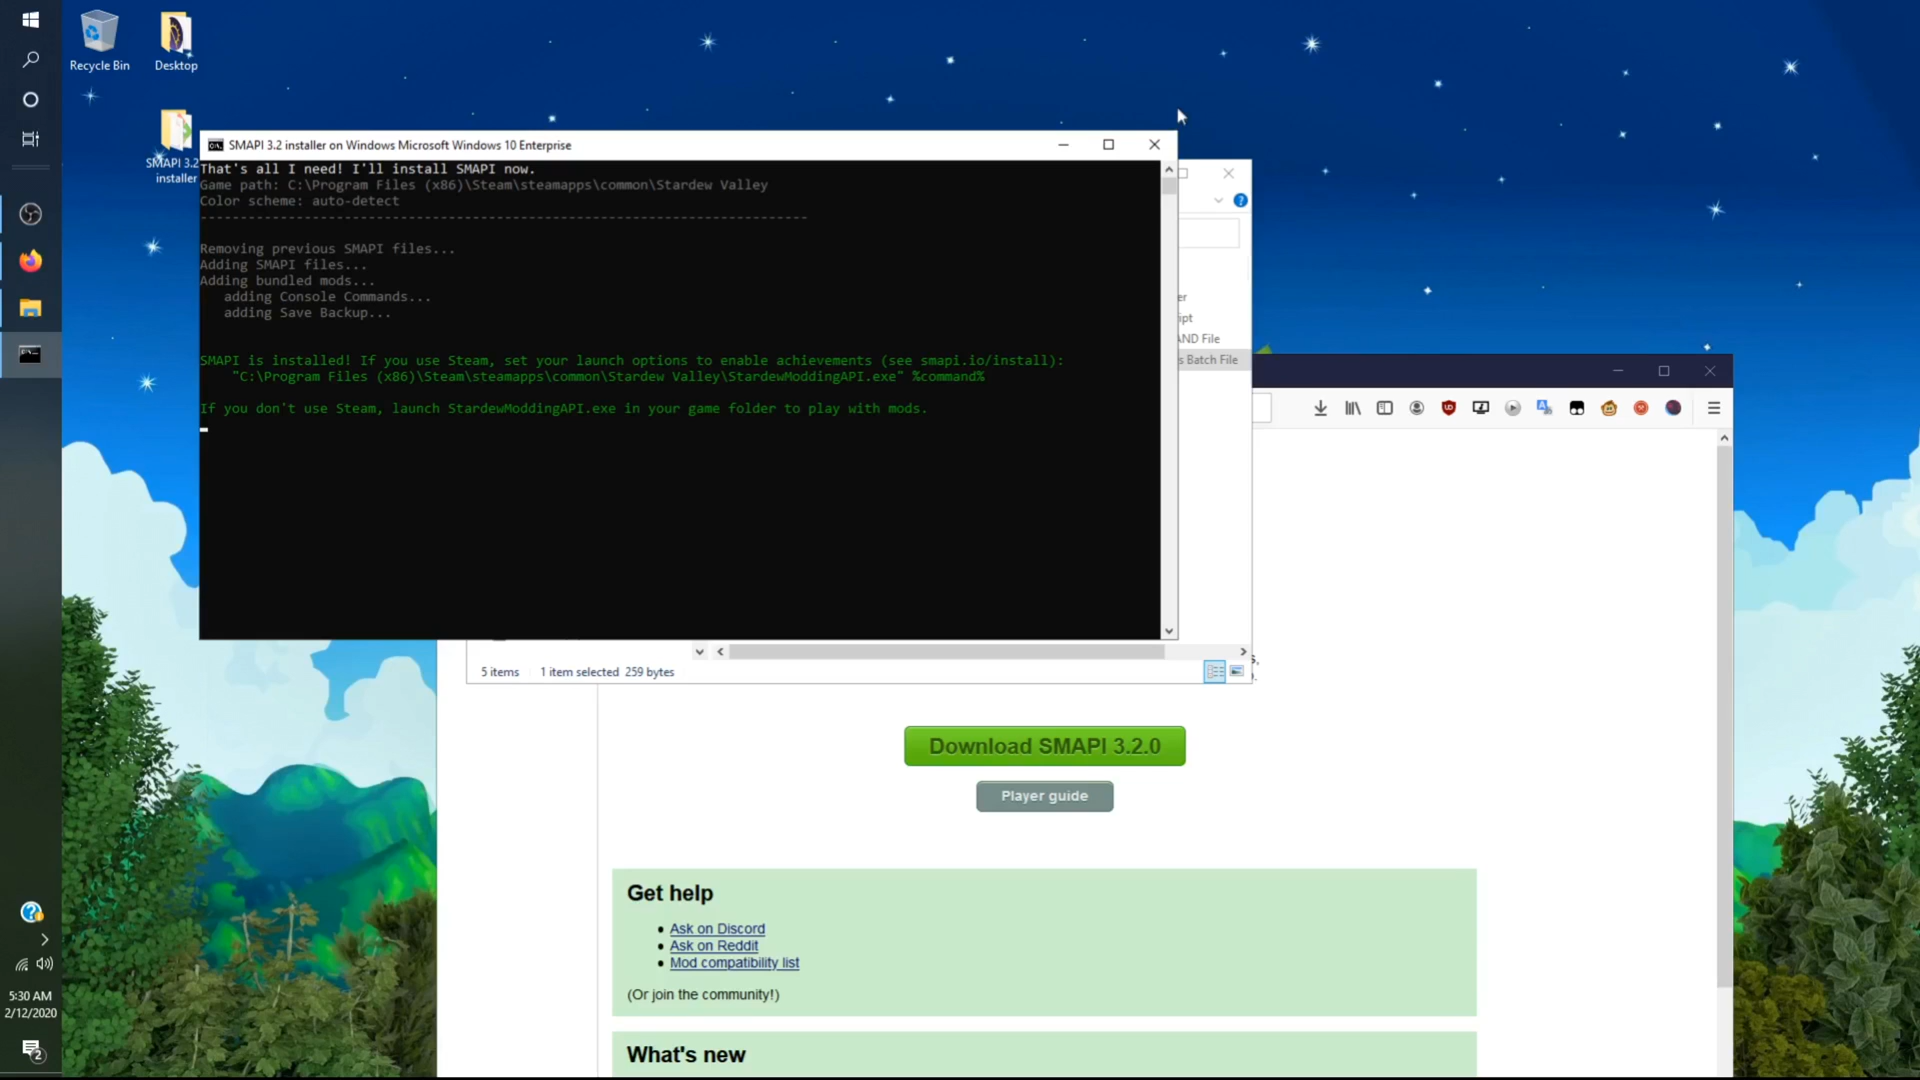 Recycle Bin
Desktop
SMAPI 3.2
installer
SMAPI 3.2 installer on Windows Microsoft Windows 10 Enterprise
That's all I need! I'll install SMAPI now.
Game path: C:\Program Files (x86)\Steam\steamapps\common\Stardew Valley
Color scheme: auto-detect
----------------------------------------------------------------------------
Removing previous SMAPI files...
Adding SMAPI files...
Adding bundled mods...
adding Console Commands...
adding Save Backup...
SMAPI is installed! If you use Steam, set your launch options to enable achievements (see smapi.io/install):
"C:\Program Files (x86)\Steam\steamapps\common\Stardew Valley\StardewModdingAPI.exe" %command%
If you don't use Steam, launch StardewModdingAPI.exe in your game folder to play with mods.
er
ipt
AND File
s Batch File
5 items 1 item selected 259 bytes
s,
Download SMAPI 3.2.0
Player guide
Get help
• Ask on Discord
• Ask on Reddit
• Mod compatibility list
(Or join the community!)
What's new
5:30 AM
2/12/2020
2